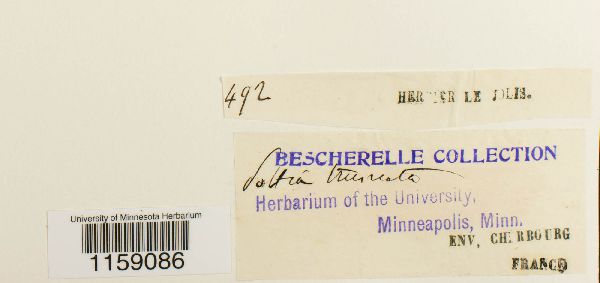 492 HERBIER LE JOLIS.
BESCHERELLE COLLECTION
Pottia truncata
Herbarium of the University,
Minneapolis, Minn.
ENV, CHERBOURG
FRANCE
University of Minnesota Herbarium
1159086